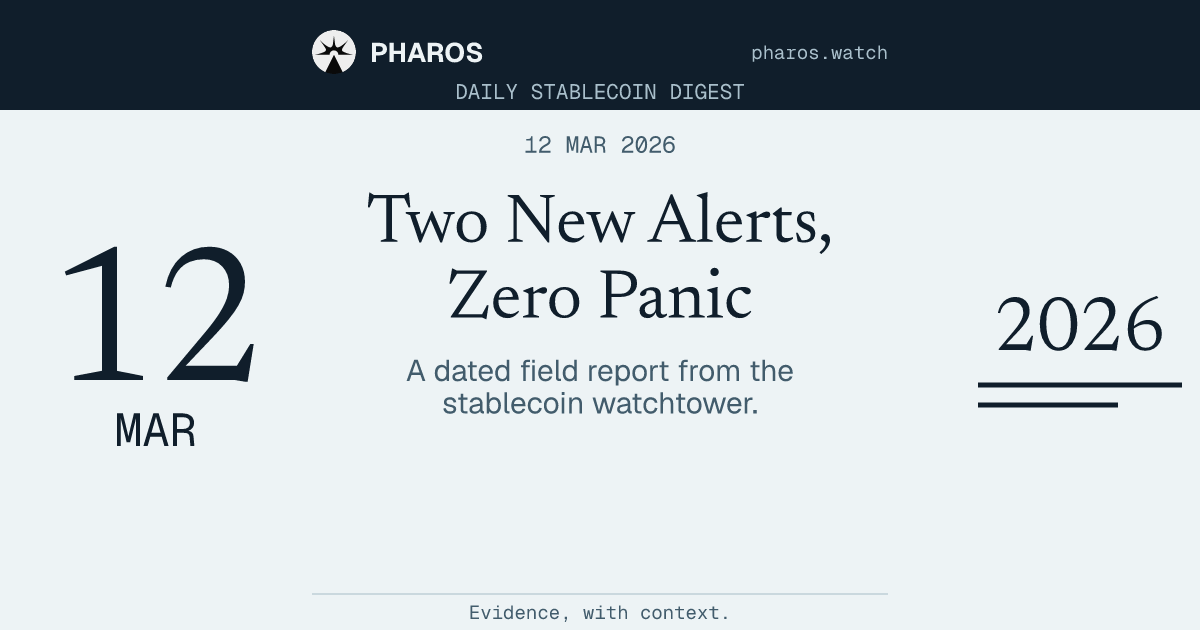 PHAROS
pharos.watch
DAILY STABLECOIN DIGEST
12 MAR 2026
Two New Alerts,
Zero Panic
A dated field report from the
stablecoin watchtower.
12
MAR
2026
Evidence, with context.